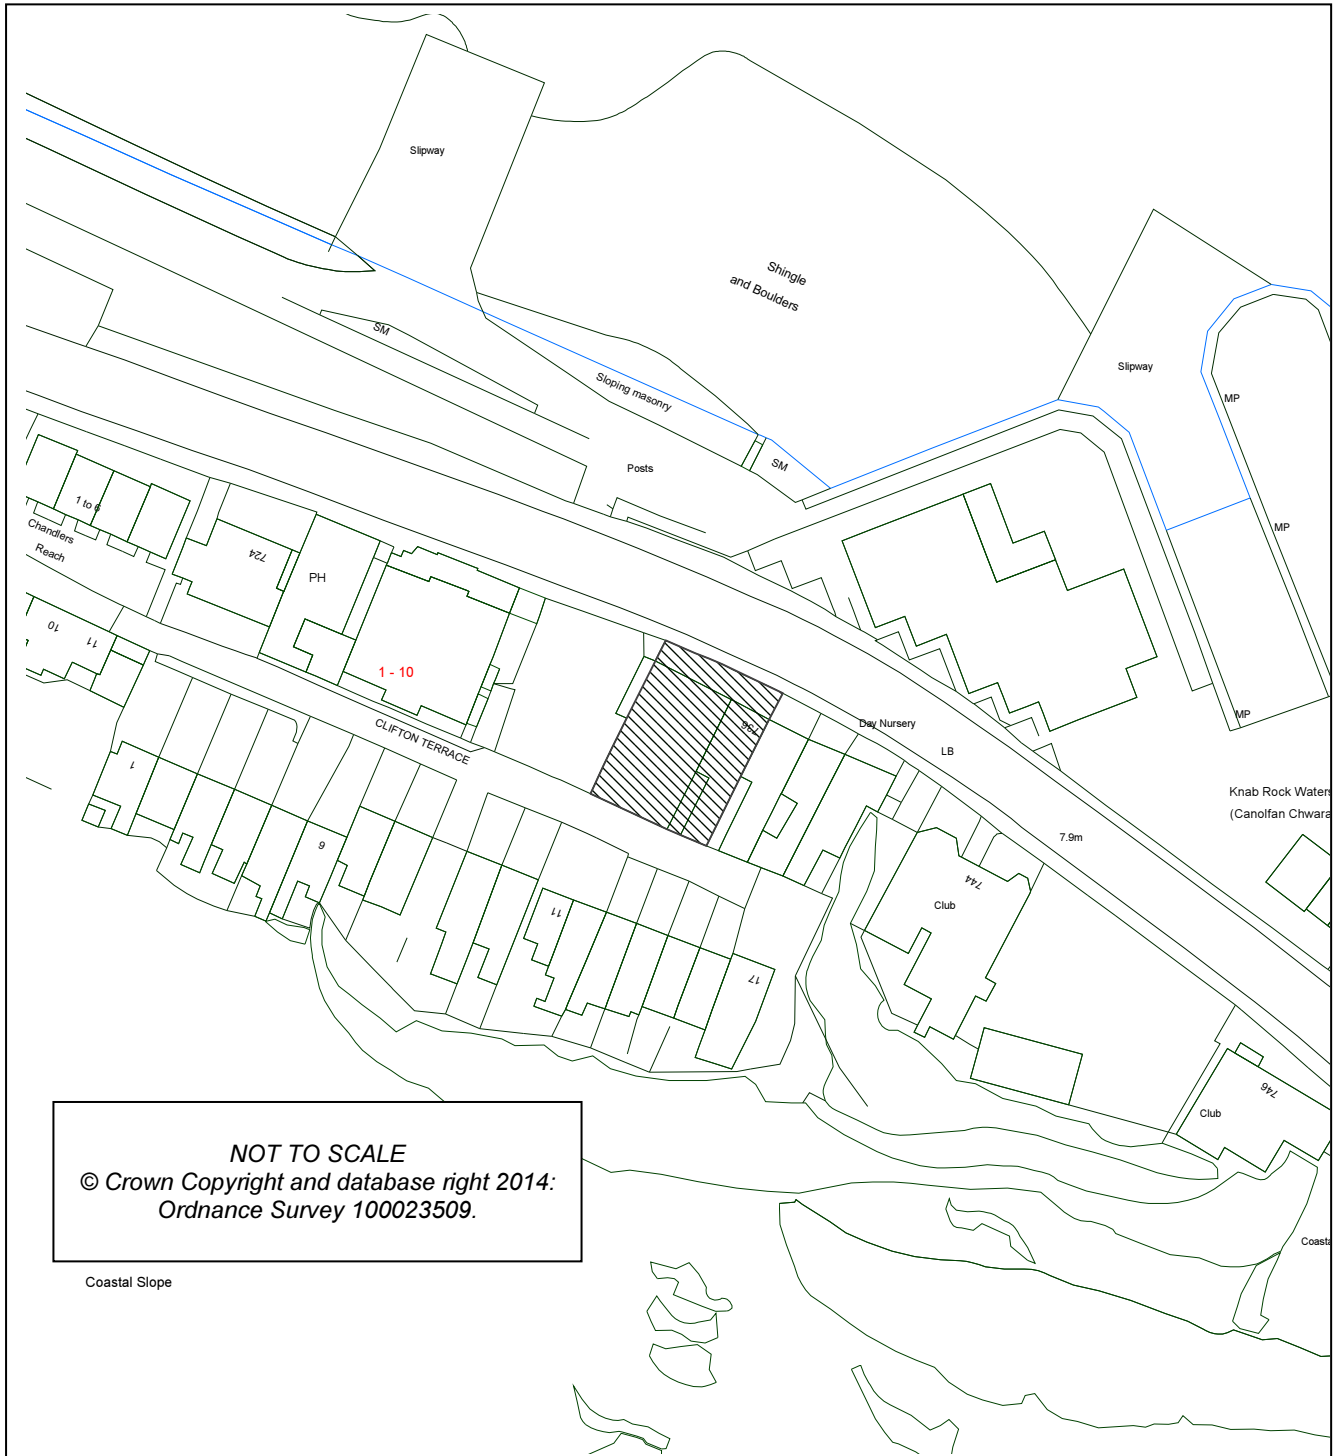 Slipway
Shingle
and Boulders
SM
Slipway
Sloping masonry
MP
SM
Posts
1 to 6
MP
Chandlers
Reach
724
PH
10
11
1 - 10
MP
736
Day Nursery
CLIFTON TERRACE
LB
1
Knab Rock Waters
(Canolfan Chwara
7.9m
9
744
Club
11
17
746
Club
NOT TO SCALE
© Crown Copyright and database right 2014:
Ordnance Survey 100023509.
Coasta
Coastal Slope